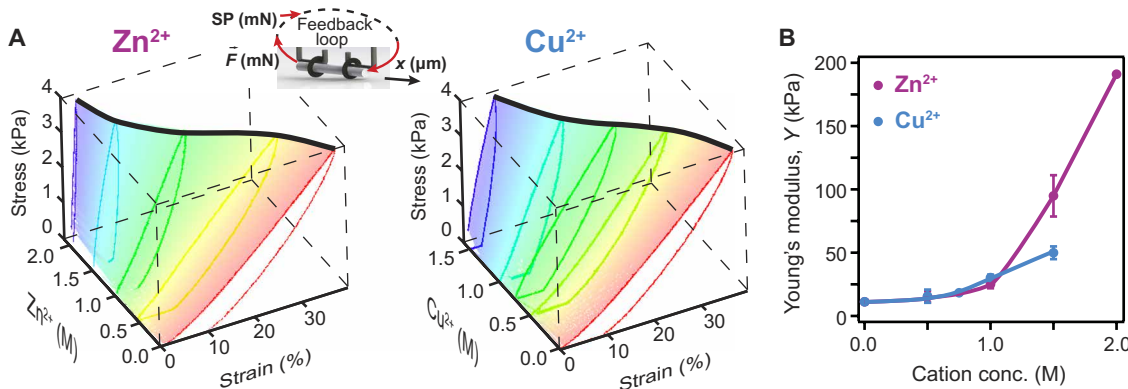 A
Zn²⁺
SP (mN)
Feedback
loop
F⃗ (mN)
x (µm)
Cu²⁺
B
Stress (kPa)
4
3
2
1
0
2.0
1.5
1.0
0.5
0.0
Zn²⁺ (M)
0
10
20
30
Strain (%)
Stress (kPa)
4
3
2
1
0
1.5
1.0
0.5
0.0
Cu²⁺ (M)
0
10
20
30
Strain (%)
Young's modulus, Y (kPa)
200
150
100
50
0
Zn²⁺
Cu²⁺
0.0
1.0
2.0
Cation conc. (M)